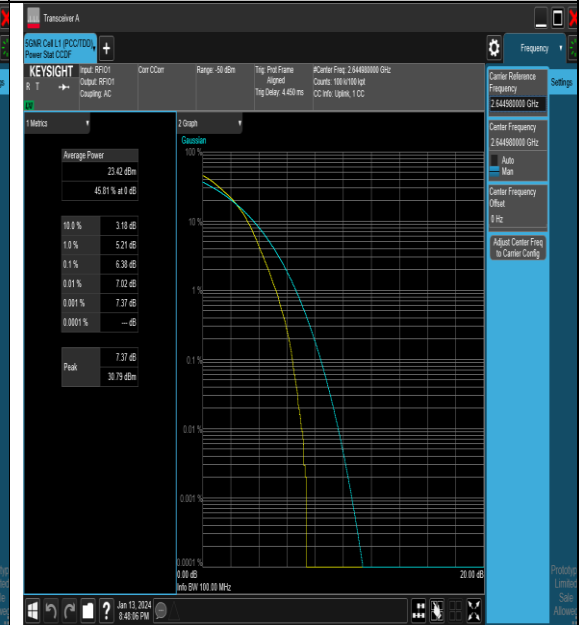 Transceiver A
5GNR Cell L1 (PCC/TDD),
Power Stat CCDF
Frequency
KEYSIGHT
R T
Input: RFIO1
Output: RFIO1
Coupling: AC
Corr CCorr
Range: -50 dBm
Trig: Prot Frame
Aligned
Trig Delay: 4.450 ms
#Center Freq: 2.644980000 GHz
Counts: 100 k/100 kpt
CC Info: Uplink, 1 CC
Carrier Reference
Frequency
2.644980000 GHz
Settings
1 Metrics
2 Graph
Center Frequency
2.644980000 GHz
Auto
Man
Center Frequency
Offset
0 Hz
Adjust Center Freq
to Carrier Config
Average Power
23.42 dBm
45.81 % at 0 dB
10.0 % 3.18 dB
1.0 % 5.21 dB
0.1 % 6.38 dB
0.01 % 7.02 dB
0.001 % 7.37 dB
0.0001 % --- dB
Peak
7.37 dB
30.79 dBm
Gaussian
100 %
10 %
1 %
0.1 %
0.01 %
0.001 %
0.0001 %
0.00 dB
20.00 dB
Info BW 100.00 MHz
Jan 13, 2024
8:48:06 PM
Prototyp
Limited
Sale
Allowed